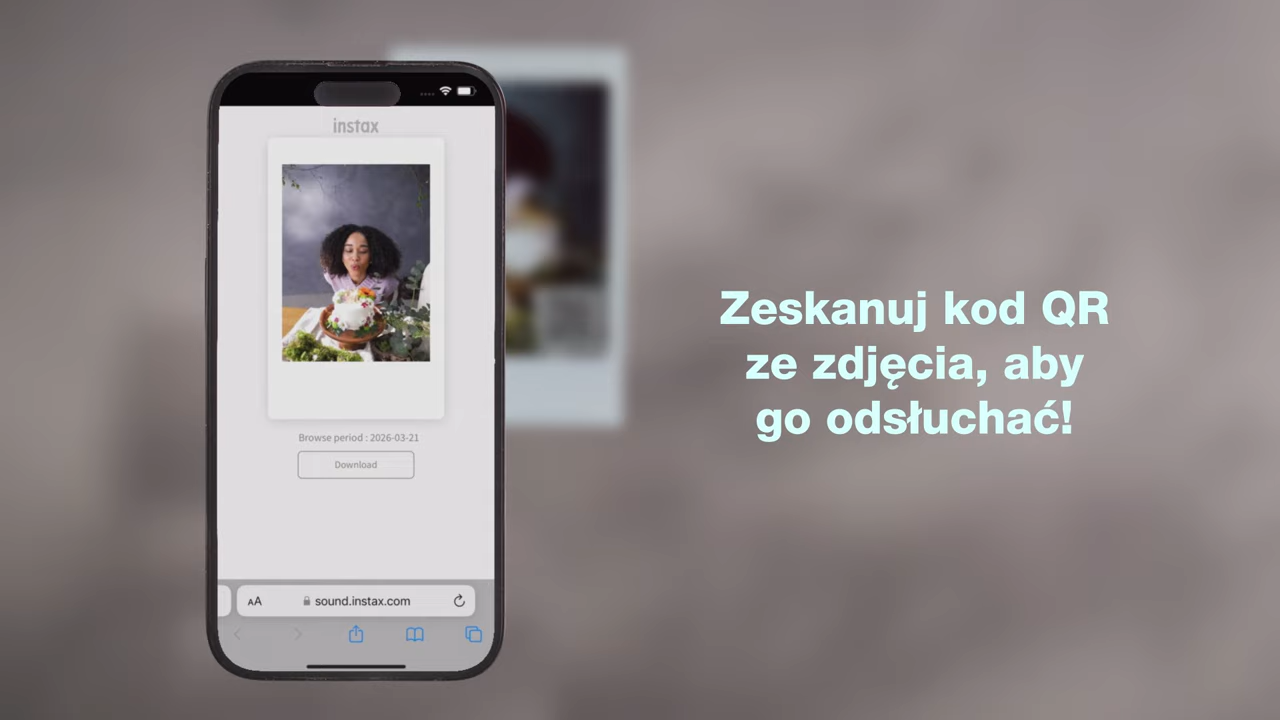 instax
Browse period : 2026-03-21
Download
AA
sound.instax.com
Zeskanuj kod QR
ze zdjęcia, aby
go odsłuchać!